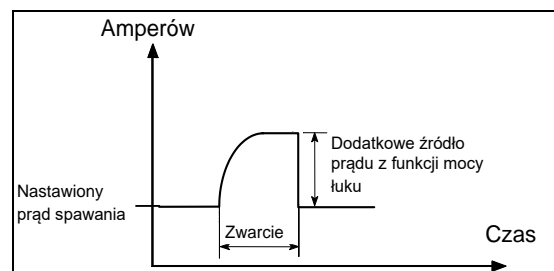 Amperów
Dodatkowe źródło
prądu z funkcji mocy
łuku
Nastawiony
prąd spawania
Zwarcie
Czas